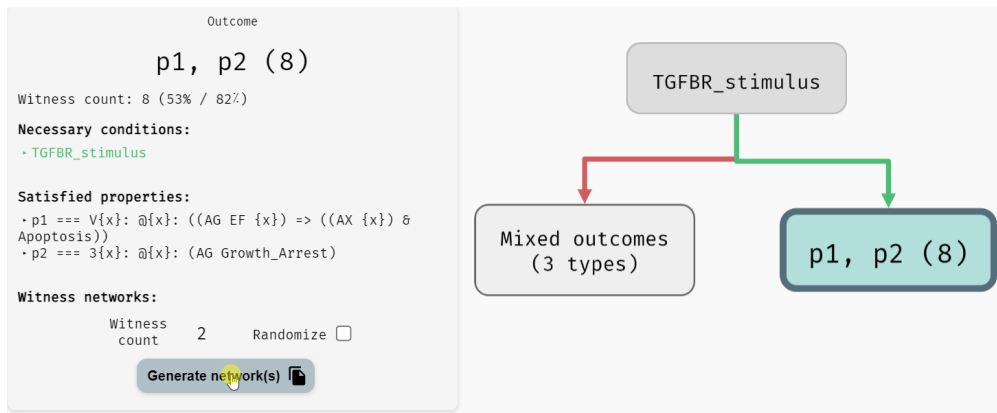 Outcome
p1, p2 (8)
Witness count: 8 (53% / 82%)
Necessary conditions:
‣ TGFBR_stimulus
Satisfied properties:
‣ p1 === V{x}: @{x}: ((AG EF {x}) => ((AX {x}) &
Apoptosis))
‣ p2 === 3{x}: @{x}: (AG Growth_Arrest)
Witness networks:
Witness
count
2
Randomize
Generate network(s)
TGFBR_stimulus
Mixed outcomes
(3 types)
p1, p2 (8)